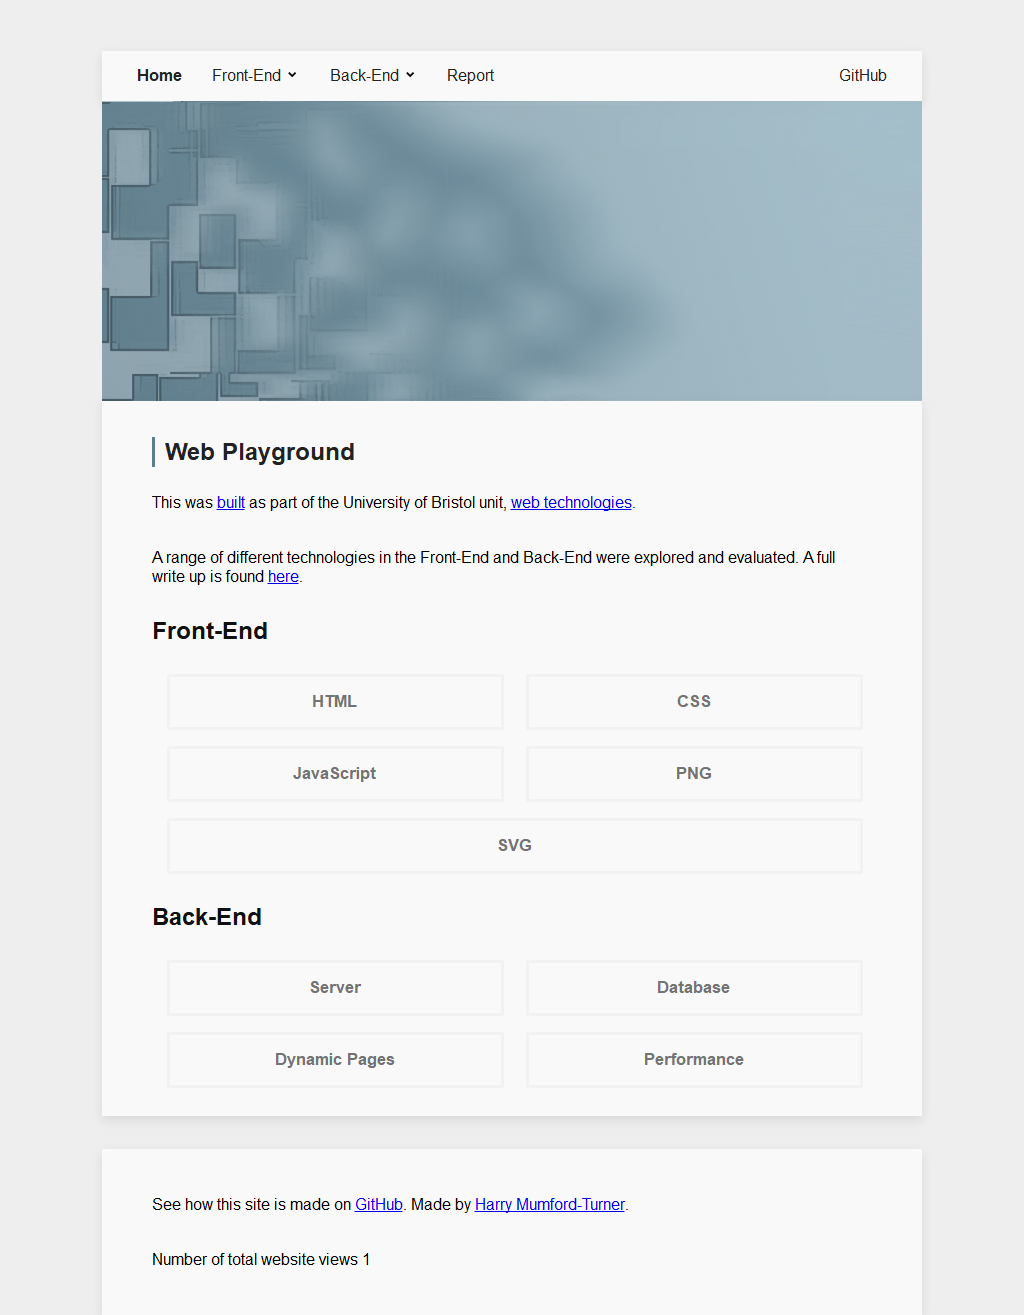 Home Front-End Back-End Report GitHub
Web Playground
This was built as part of the University of Bristol unit, web technologies.
A range of different technologies in the Front-End and Back-End were explored and evaluated. A full
write up is found here.
Front-End
HTML CSS
JavaScript PNG
SVG
Back-End
Server Database
Dynamic Pages Performance
See how this site is made on GitHub. Made by Harry Mumford-Turner.
Number of total website views 1